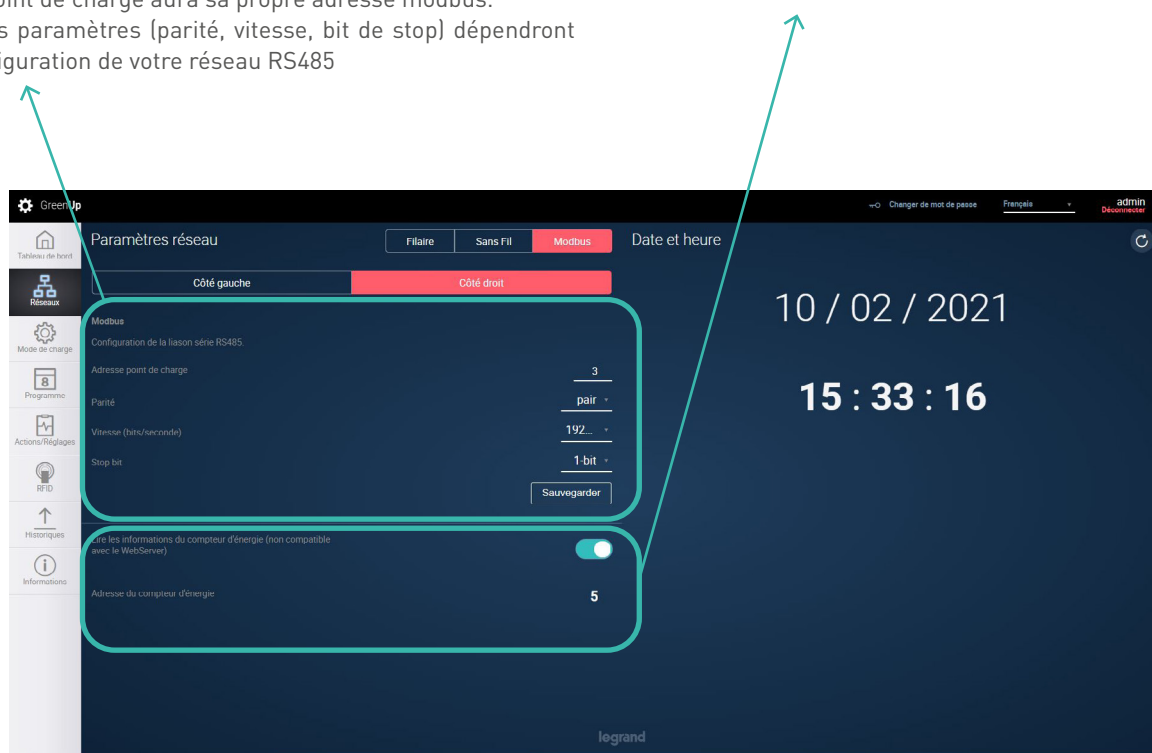 point de charge aura sa propre adresse modbus.
s paramètres (parité, vitesse, bit de stop) dépendront
iguration de votre réseau RS485
GreenUp
Changer de mot de passe
Français
admin
Déconnecter
Tableau de bord
Réseaux
Mode de charge
8
Programme
Actions/Réglages
RFID
Historiques
Informations
Paramètres réseau
Filaire
Sans Fil
Modbus
Côté gauche
Côté droit
Modbus
Configuration de la liason série RS485.
Adresse point de charge
3
Parité
pair
Vitesse (bits/seconde)
192...
Stop bit
1-bit
Sauvegarder
Lire les informations du compteur d'énergie (non compatible
avec le WebServer)
Adresse du compteur d'énergie
5
Date et heure
10 / 02 / 2021
15 : 33 : 16
legrand